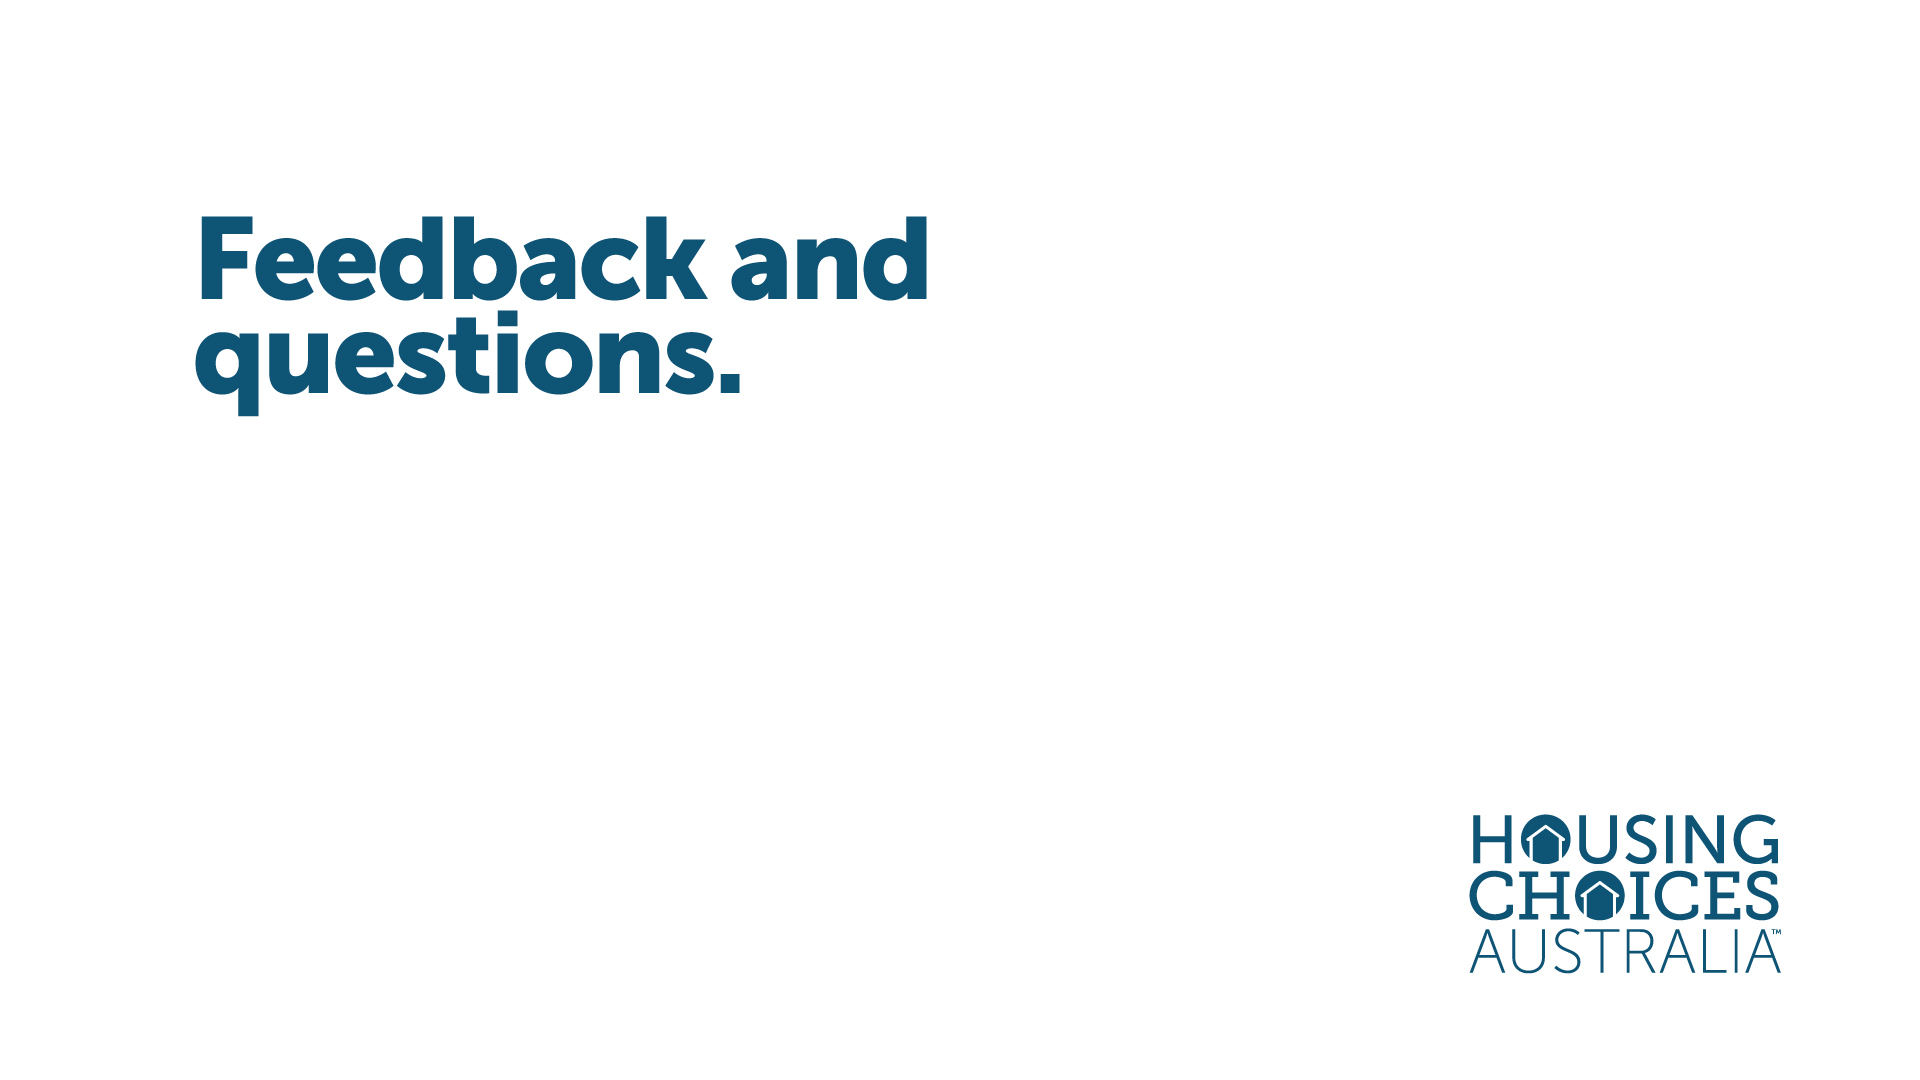 Feedback and
questions.
HOUSING
CHOICES
AUSTRALIA™